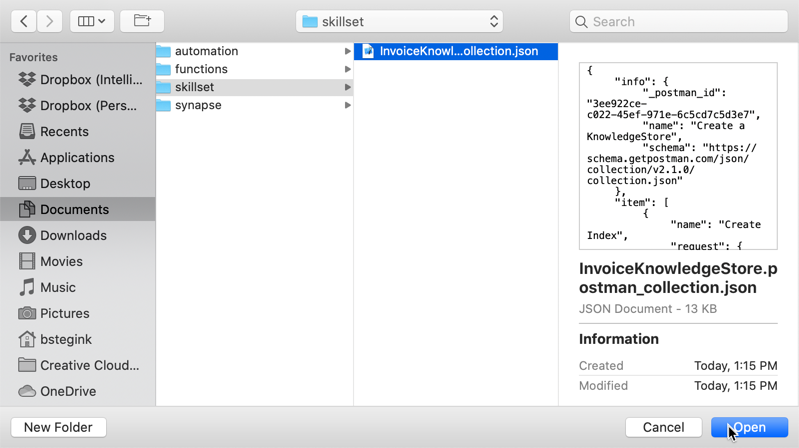 skillset
Search
Favorites
Dropbox (Intelli...
Dropbox (Pers...
Recents
Applications
Desktop
Documents
Downloads
Movies
Music
Pictures
bstegink
Creative Cloud...
OneDrive
automation
functions
skillset
synapse
InvoiceKnowl...ollection.json
{
"info": {
"_postman_id":
"3ee922ce-
c022-45ef-971e-6c5cd7c5d3e7",
"name": "Create a
KnowledgeStore",
"schema": "https://
schema.getpostman.com/json/
collection/v2.1.0/
collection.json"
},
"item": [
{
"name": "Create
Index",
"request": {
InvoiceKnowledgeStore.p
ostman_collection.json
JSON Document - 13 KB
Information
Created Today, 1:15 PM
Modified Today, 1:15 PM
New Folder
Cancel
Open